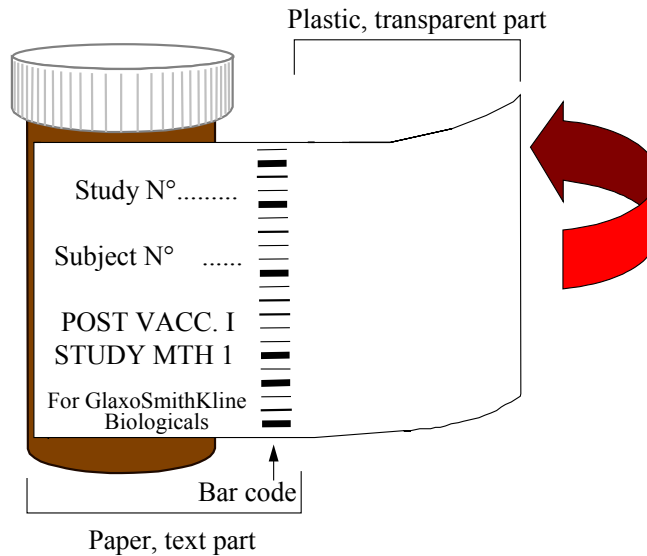 Plastic, transparent part
Study N°.........
Subject N° ......
POST VACC. I
STUDY MTH 1
For GlaxoSmithKline
Biologicals
Bar code
Paper, text part